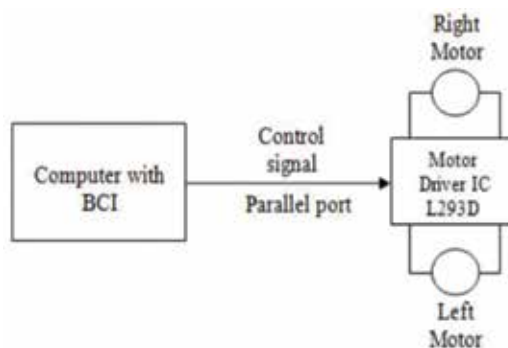 Right
Motor
Computer with
BCI
Control
signal
Parallel port
Motor
Driver IC
L293D
Left
Motor